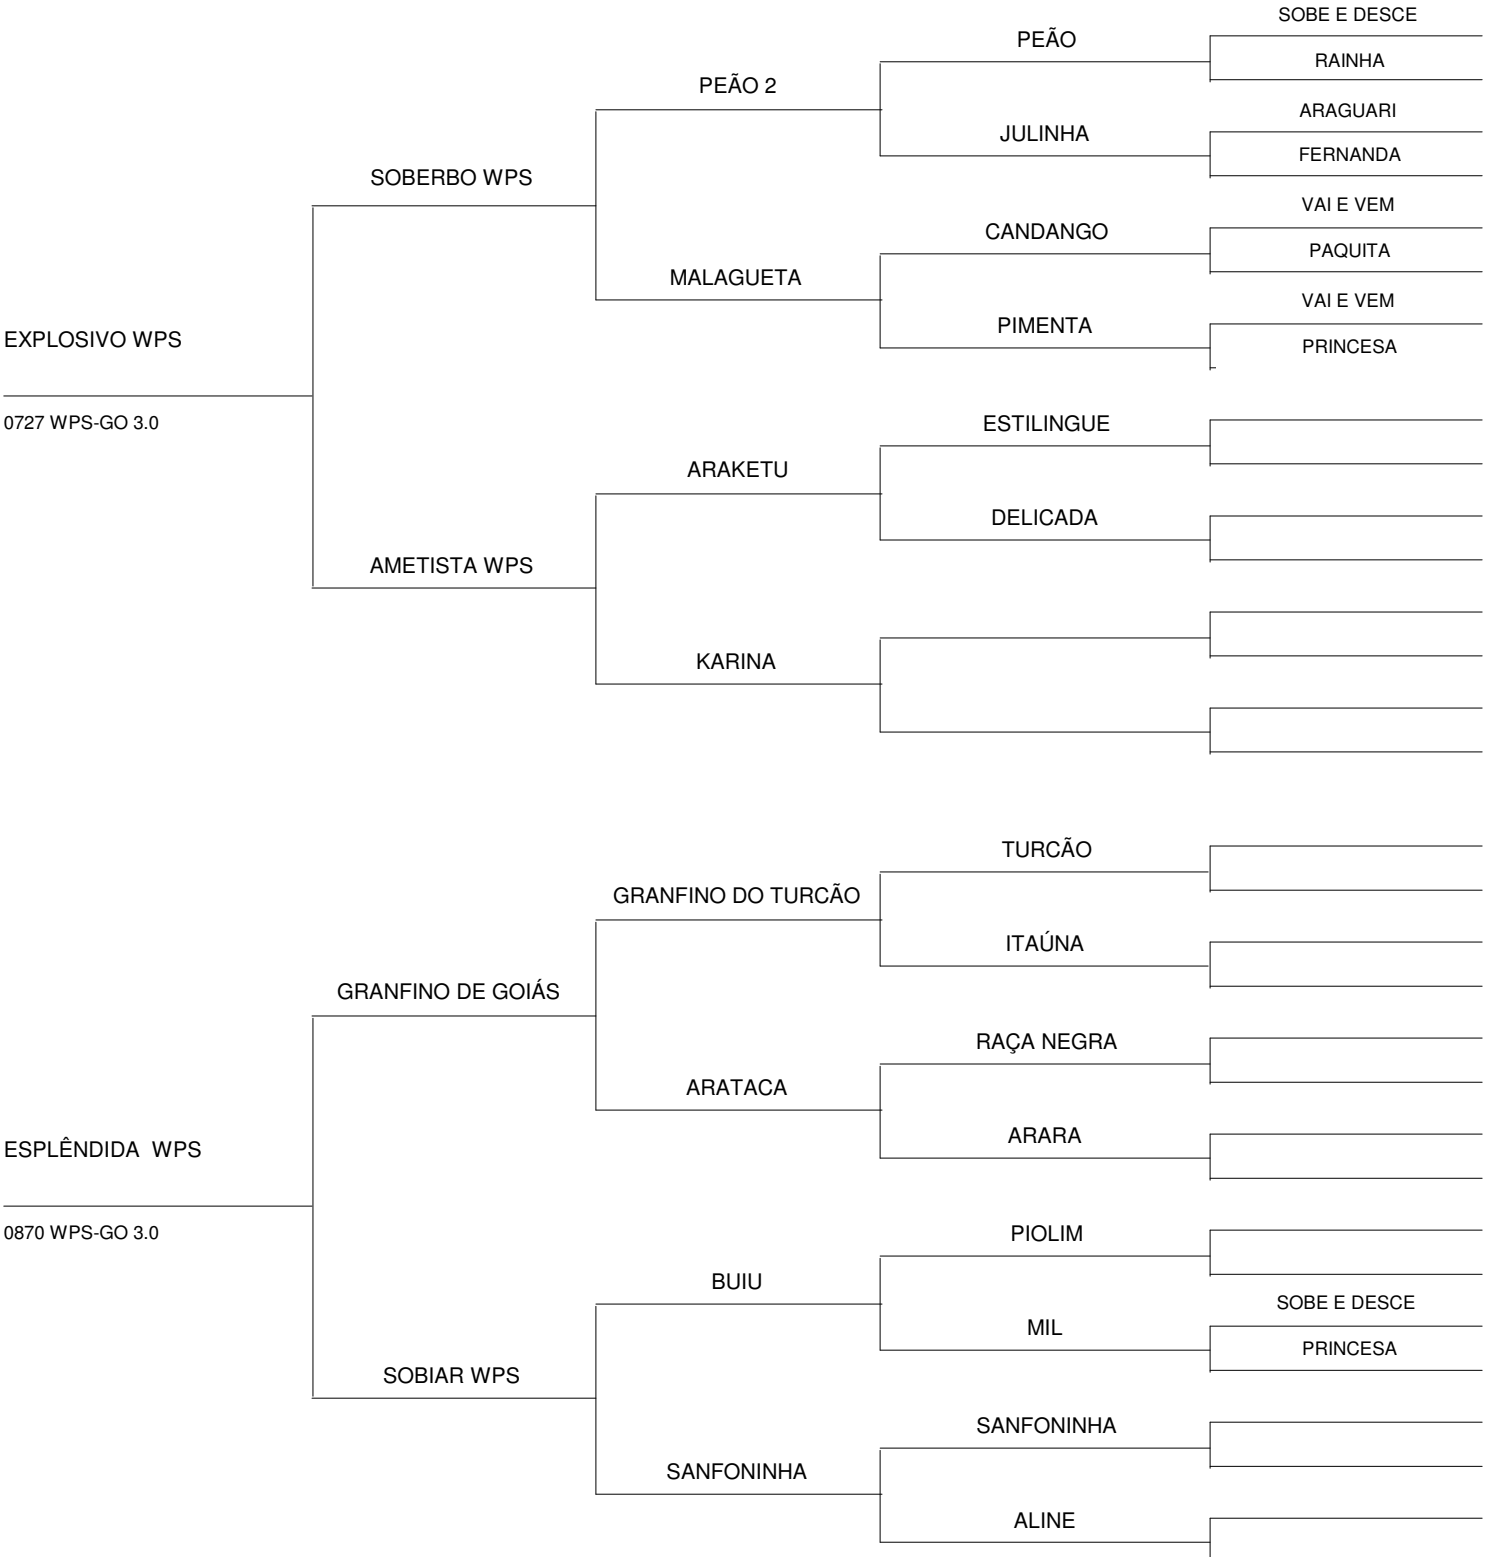 SOBE E DESCE
PEÃO
RAINHA
PEÃO 2
ARAGUARI
JULINHA
FERNANDA
SOBERBO WPS
VAI E VEM
CANDANGO
PAQUITA
MALAGUETA
VAI E VEM
PIMENTA
PRINCESA
EXPLOSIVO WPS
0727 WPS-GO 3.0
ESTILINGUE
ARAKETU
DELICADA
AMETISTA WPS
KARINA
TURCÃO
GRANFINO DO TURCÃO
ITAÚNA
GRANFINO DE GOIÁS
RAÇA NEGRA
ARATACA
ARARA
ESPLÊNDIDA  WPS
0870 WPS-GO 3.0
PIOLIM
BUIU
SOBE E DESCE
MIL
PRINCESA
SOBIAR WPS
SANFONINHA
SANFONINHA
ALINE